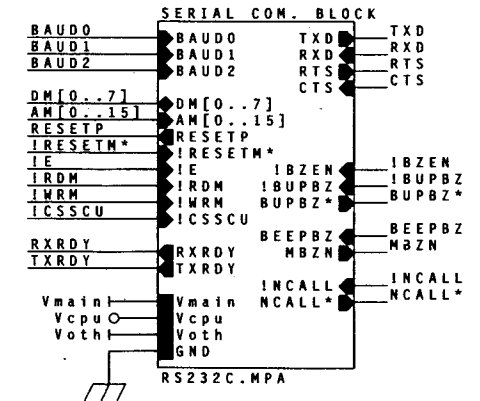 SERIAL COM. BLOCK
BAUD0 BAUD0 TXD TXD
BAUD1 BAUD1 RXD RXD
BAUD2 BAUD2 RTS RTS
CTS CTS
DM[0..7] DM[0..7]
AM[0..15] AM[0..15]
RESETP RESETP
!RESETM* !RESETM*
!E !E !BZEN !BZEN
!RDM !RDM !BUPBZ !BUPBZ
!WRM !WRM BUPBZ* BUPBZ*
!CSSCU !CSSCU
BEEPBZ BEEPBZ
RXRDY RXRDY MBZN MBZN
TXRDY TXRDY
!NCALL !NCALL
Vmain Vmain NCALL* NCALL*
Vcpu Vcpu
Voth Voth
GND
RS232C.MPA